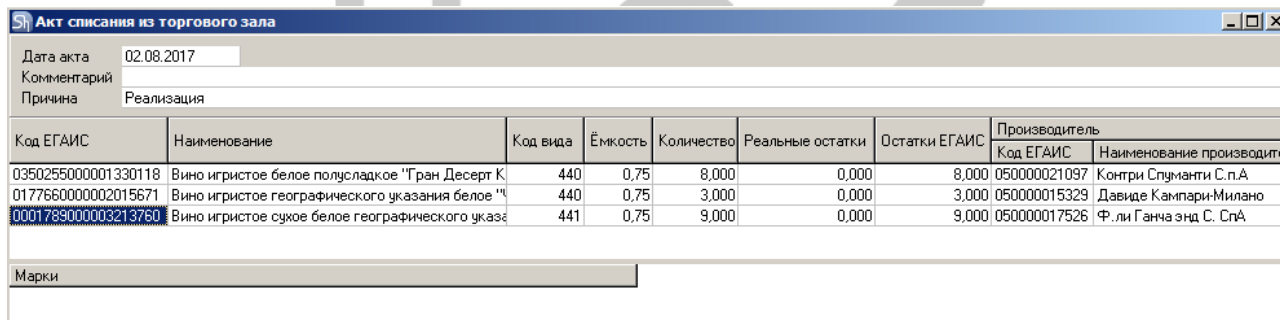 Sh Акт списания из торгового зала
Дата акта 02.08.2017
Комментарий
Причина Реализация
Код ЕГАИС Наименование Код вида Ёмкость Количество Реальные остатки Остатки ЕГАИС Производитель
Код ЕГАИС Наименование производит
0350255000001330118 Вино игристое белое полусладкое "Гран Десерт К 440 0,75 8,000 0,000 8,000 050000021097 Контри Спуманти С.п.А
0177660000002015671 Вино игристое географического указания белое "Ч 440 0,75 3,000 0,000 3,000 050000015329 Давиде Кампари-Милано
0001789000003213760 Вино игристое сухое белое географического указа 441 0,75 9,000 0,000 9,000 050000017526 Ф.ли Ганча энд С. СпА
Марки